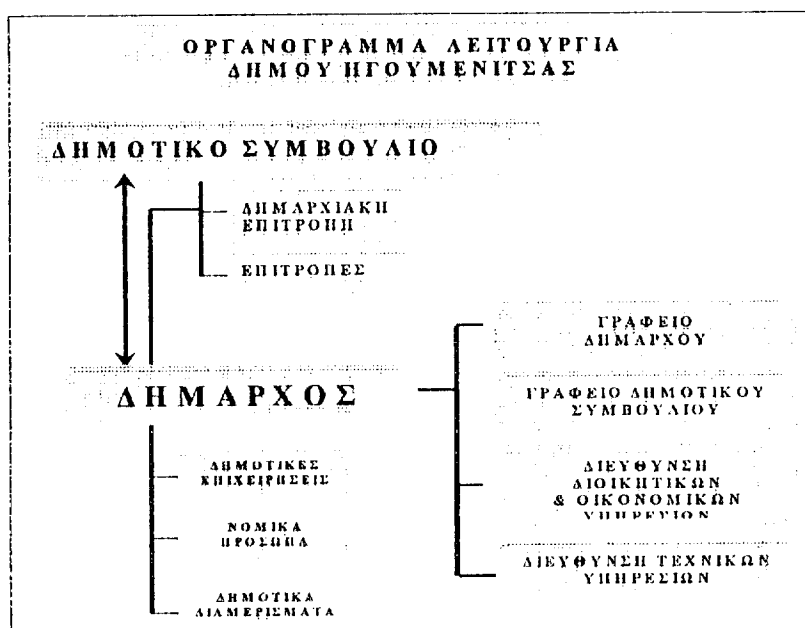 ΟΡΓΑΝΟΓΡΑΜΜΑ ΛΕΙΤΟΥΡΓΙΑ
ΔΗΜΟΥ ΗΓΟΥΜΕΝΙΤΣΑΣ
ΔΗΜΟΤΙΚΟ ΣΥΜΒΟΥΛΙΟ
ΔΗΜΑΡΧΙΑΚΗ
ΕΠΙΤΡΟΠΗ
ΕΠΙΤΡΟΠΕΣ
ΔΗΜΑΡΧΟΣ
ΔΗΜΟΤΙΚΕΣ
ΕΠΙΧΕΙΡΗΣΕΙΣ
ΝΟΜΙΚΑ
ΠΡΟΣΩΠΑ
ΔΗΜΟΤΙΚΑ
ΔΙΑΜΕΡΙΣΜΑΤΑ
ΓΡΑΦΕΙΟ
ΔΗΜΑΡΧΟΥ
ΓΡΑΦΕΙΟ ΔΗΜΟΤΙΚΟΥ
ΣΥΜΒΟΥΛΙΟΥ
ΔΙΕΥΘΥΝΣΗ
ΔΙΟΙΚΗΤΙΚΩΝ
& ΟΙΚΟΝΟΜΙΚΩΝ
ΥΠΗΡΕΣΙΩΝ
ΔΙΕΥΘΥΝΣΗ ΤΕΧΝΙΚΩΝ
ΥΠΗΡΕΣΙΩΝ